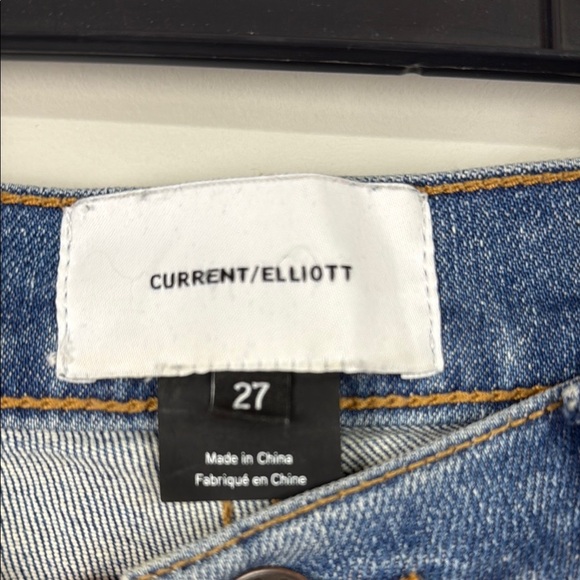 CURRENT/ELLIOTT
27
Made in China
Fabriqué en Chine